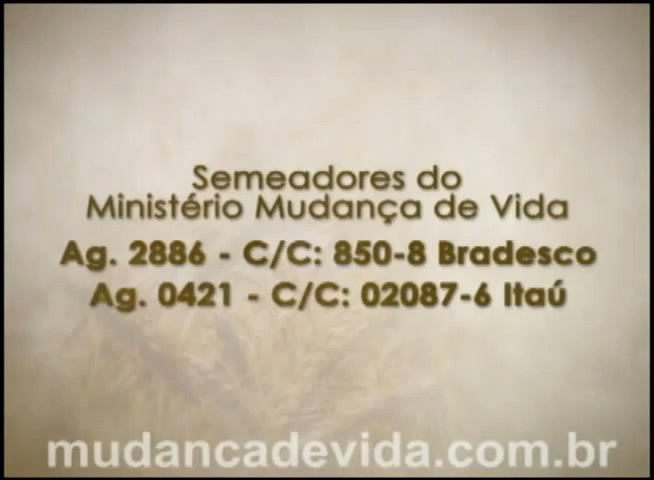 Semeadores do
Ministério Mudança de Vida
Ag. 2886 - C/C: 850-8 Bradesco
Ag. 0421 - C/C: 02087-6 Itaú
mudancadevida.com.br